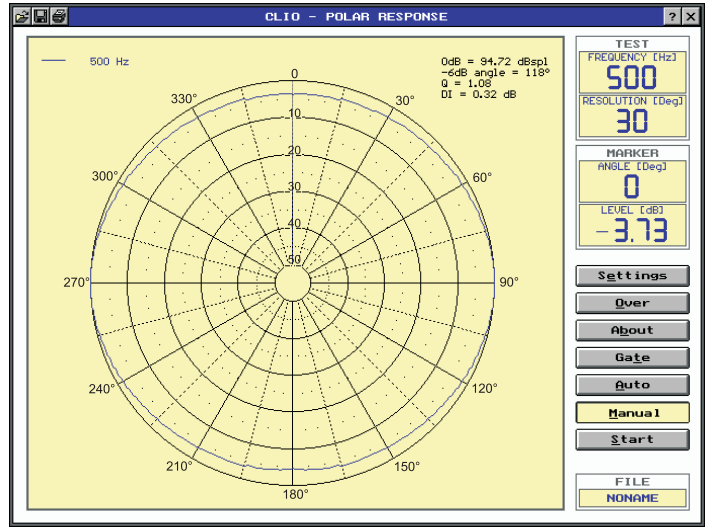 CLIO - POLAR RESPONSE
? ×
500 Hz
0dB = 94.72 dBspl
-6dB angle = 118°
Q = 1.08
DI = 0.32 dB
0
330°
30°
10
20
300°
60°
30
40
50
270°
90°
240°
120°
210°
150°
180°
TEST
FREQUENCY [Hz]
500
RESOLUTION [Deg]
30
MARKER
ANGLE [Deg]
0
LEVEL [dB]
-3.73
Settings
Over
About
Gate
Auto
Manual
Start
FILE
NONAME